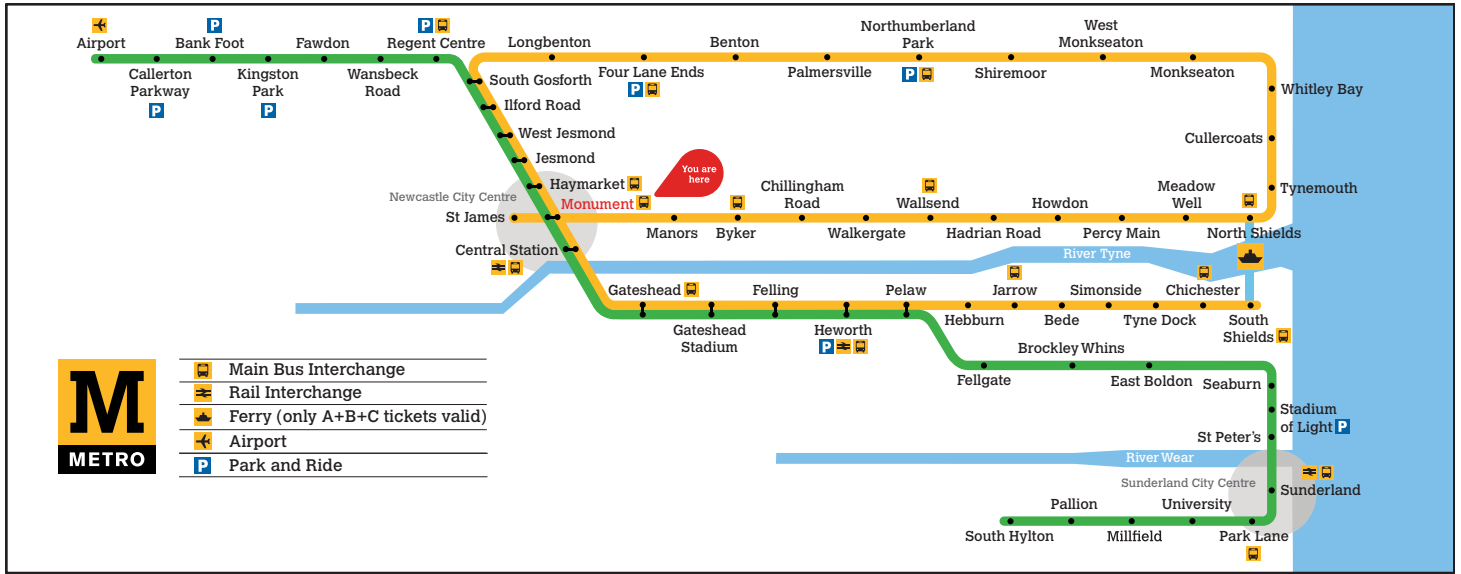 Airport
Callerton
Parkway
P
P
Bank Foot
Kingston
Park
P
Fawdon
Wansbeck
Road
P
Regent Centre
Longbenton
Four Lane Ends
P
Benton
Palmersville
Northumberland
Park
P
Shiremoor
West
Monkseaton
Monkseaton
Whitley Bay
Cullercoats
Tynemouth
South Gosforth
Ilford Road
West Jesmond
Jesmond
Haymarket
You are
here
Newcastle City Centre
Monument
St James
Central Station
Manors
Byker
Chillingham
Road
Walkergate
Wallsend
Hadrian Road
Howdon
Percy Main
Meadow
Well
North Shields
River Tyne
Gateshead
Gateshead
Stadium
Felling
Heworth
P
Pelaw
Hebburn
Jarrow
Bede
Simonside
Tyne Dock
Chichester
South
Shields
Fellgate
Brockley Whins
East Boldon
Seaburn
Stadium
of Light P
St Peter's
River Wear
Sunderland City Centre
Sunderland
Park Lane
University
Millfield
Pallion
South Hylton
M
METRO
Main Bus Interchange
Rail Interchange
Ferry (only A+B+C tickets valid)
Airport
P Park and Ride